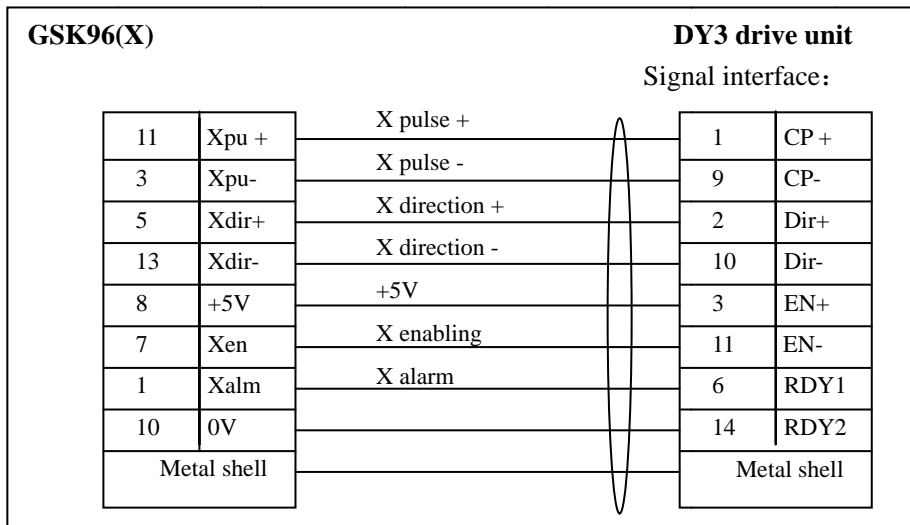 GSK96(X) DY3 drive unit
Signal interface：
11 Xpu + X pulse + 1 CP +
3 Xpu- X pulse - 9 CP-
5 Xdir+ X direction + 2 Dir+
13 Xdir- X direction - 10 Dir-
8 +5V +5V 3 EN+
7 Xen X enabling 11 EN-
1 Xalm X alarm 6 RDY1
10 0V 14 RDY2
Metal shell Metal shell